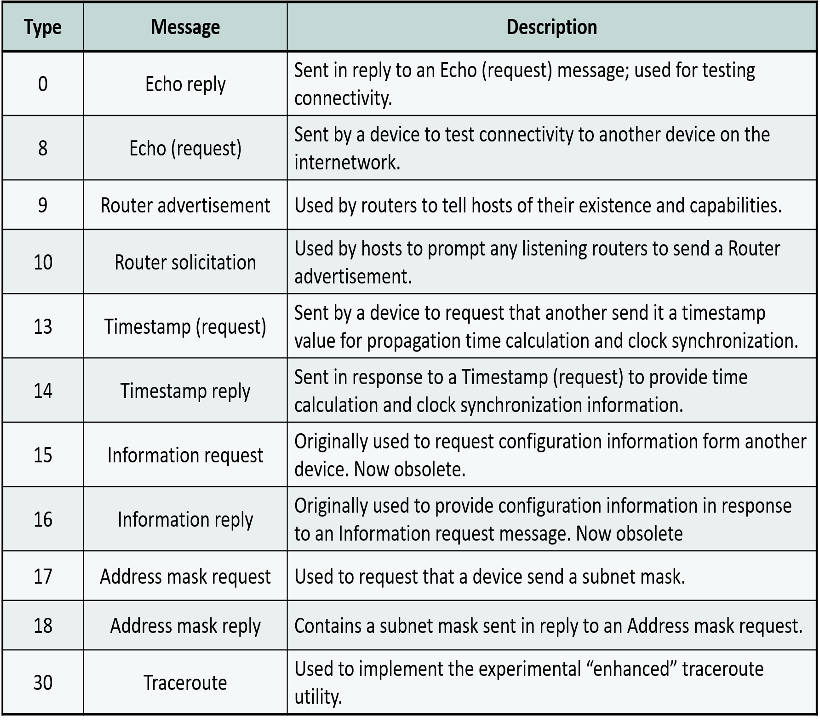 Type Message Description
0 Echo reply Sent in reply to an Echo (request) message; used for testing
connectivity.
8 Echo (request) Sent by a device to test connectivity to another device on the
internetwork.
9 Router advertisement Used by routers to tell hosts of their existence and capabilities.
10 Router solicitation Used by hosts to prompt any listening routers to send a Router
advertisement.
13 Timestamp (request) Sent by a device to request that another send it a timestamp
value for propagation time calculation and clock synchronization.
14 Timestamp reply Sent in response to a Timestamp (request) to provide time
calculation and clock synchronization information.
15 Information request Originally used to request configuration information form another
device. Now obsolete.
16 Information reply Originally used to provide configuration information in response
to an Information request message. Now obsolete
17 Address mask request Used to request that a device send a subnet mask.
18 Address mask reply Contains a subnet mask sent in reply to an Address mask request.
30 Traceroute Used to implement the experimental “enhanced” traceroute
utility.